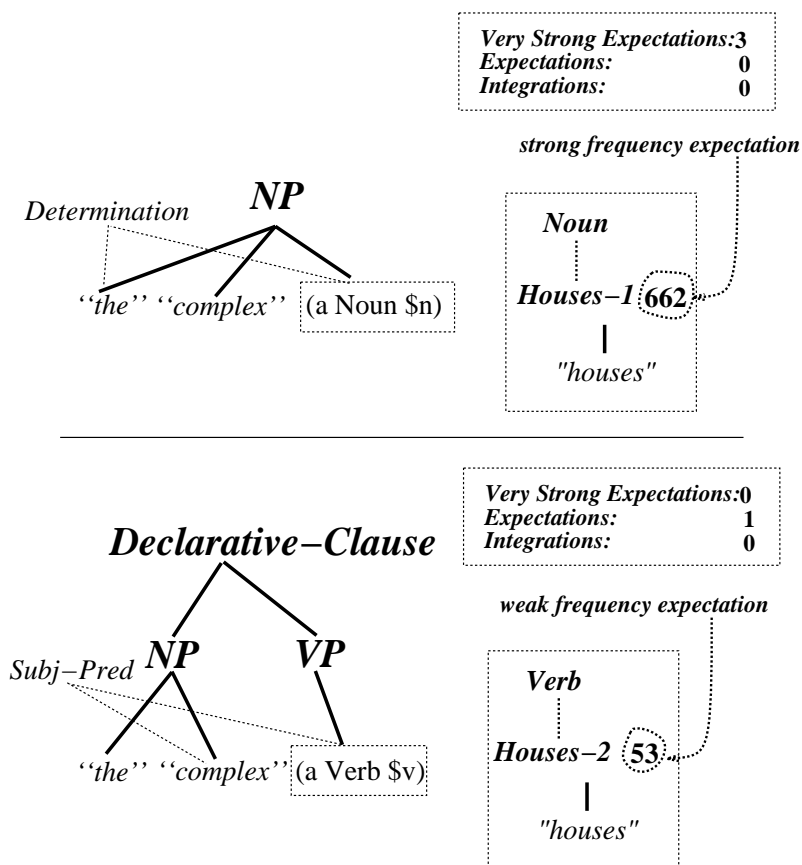 Very Strong Expectations:3
Expectations: 0
Integrations: 0
strong frequency expectation
NP
Determination
‘‘the’’ ‘‘complex’’ (a Noun $n)
Noun
Houses−1 662
"houses"
Very Strong Expectations:0
Expectations: 1
Integrations: 0
Declarative−Clause
weak frequency expectation
Subj−Pred NP VP
‘‘the’’ ‘‘complex’’ (a Verb $v)
Verb
Houses−2 53
"houses"